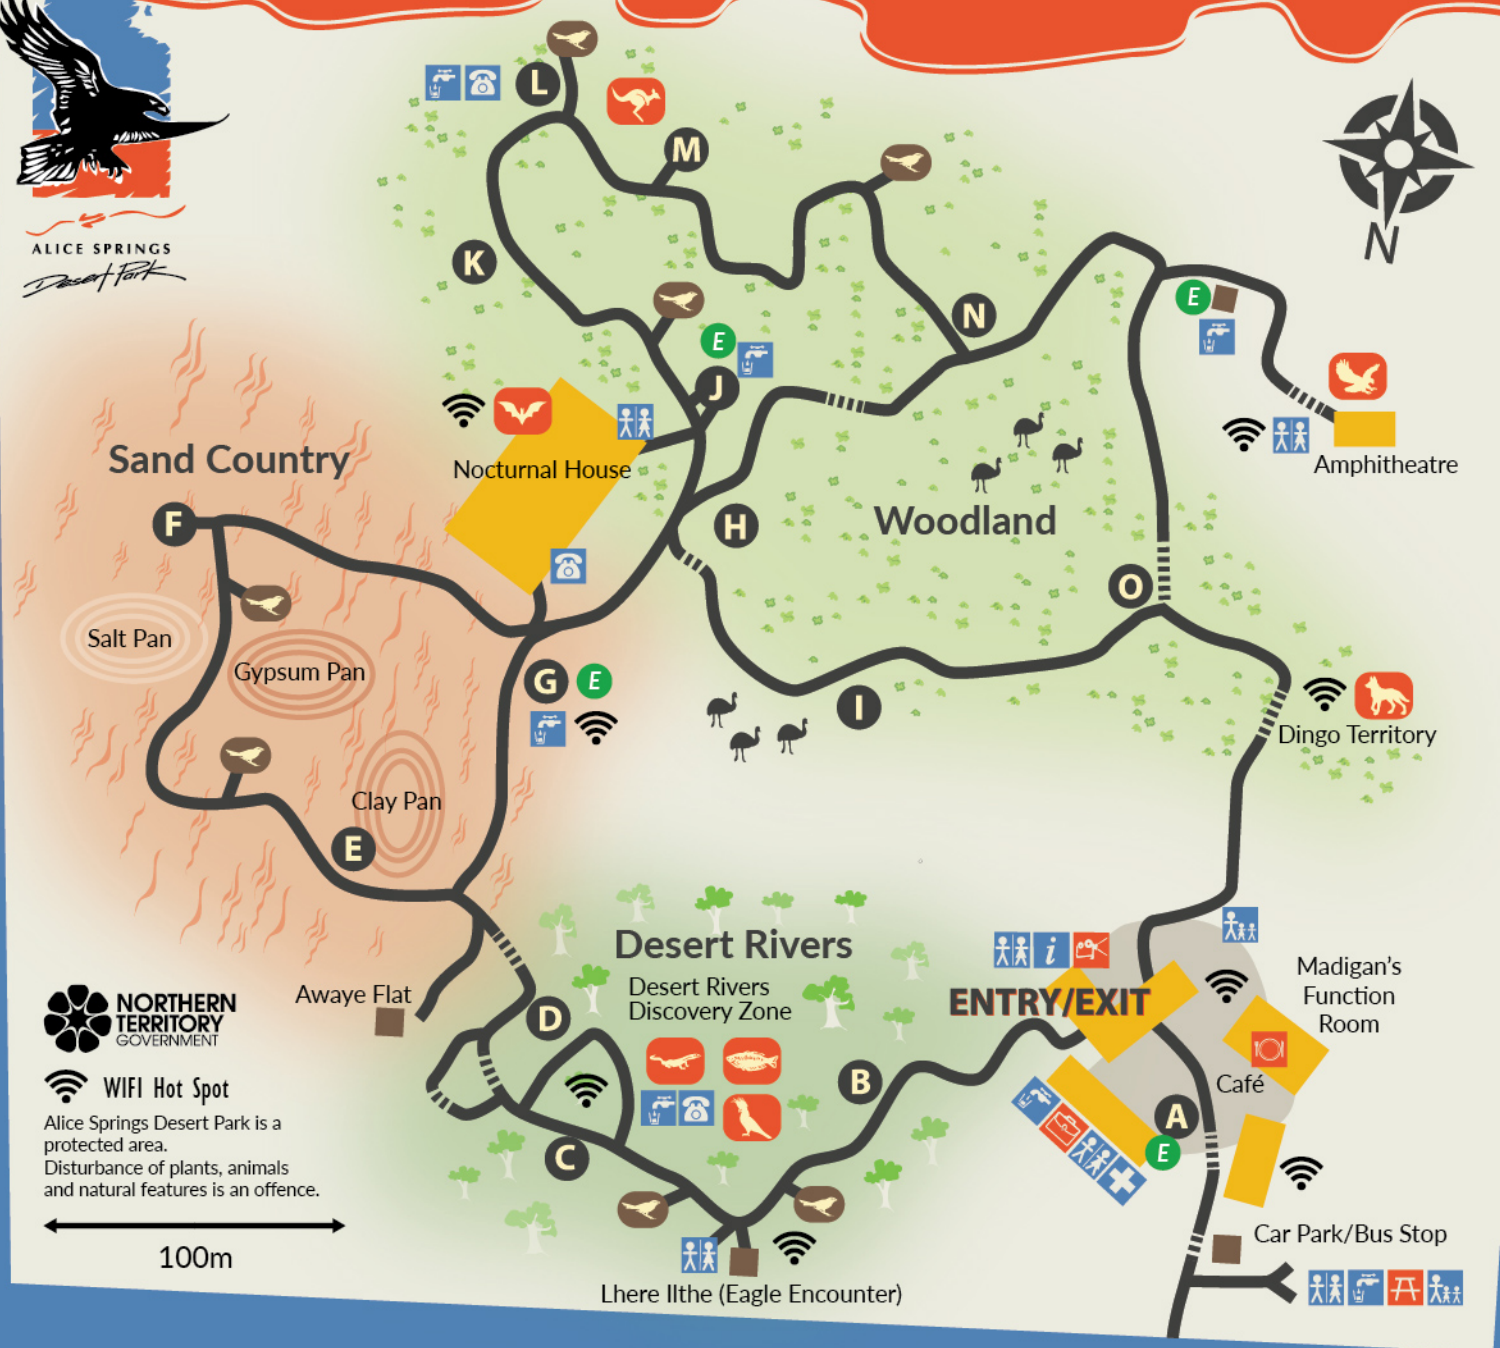 ALICE SPRINGS
Desert Park
L
M
K
N
N
E
J
E
Sand Country
Nocturnal House
Amphitheatre
F
H
Woodland
O
Salt Pan
Gypsum Pan
G
E
I
Dingo Territory
Clay Pan
E
Desert Rivers
Desert Rivers
Discovery Zone
i
Madigan's
Function
Room
ENTRY/EXIT
Awaye Flat
D
NORTHERN
TERRITORY
GOVERNMENT
B
Café
A
E
C
WIFI Hot Spot
Alice Springs Desert Park is a
protected area.
Disturbance of plants, animals
and natural features is an offence.
100m
Car Park/Bus Stop
Lhere Ilthe (Eagle Encounter)